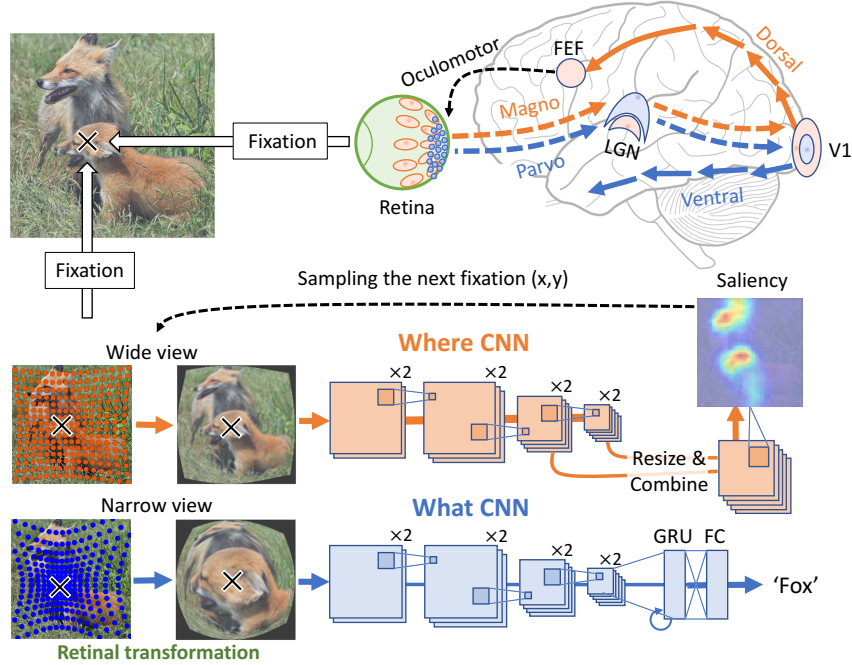 Fixation
Fixation
Retina
Oculomotor
FEF
Magno
Parvo
LGN
Dorsal
V1
Ventral
Sampling the next fixation (x,y)
Saliency
Wide view
Where CNN
×2
×2
×2
×2
Resize &
Combine
Narrow view
What CNN
×2
×2
×2
×2
GRU
FC
‘Fox’
Retinal transformation